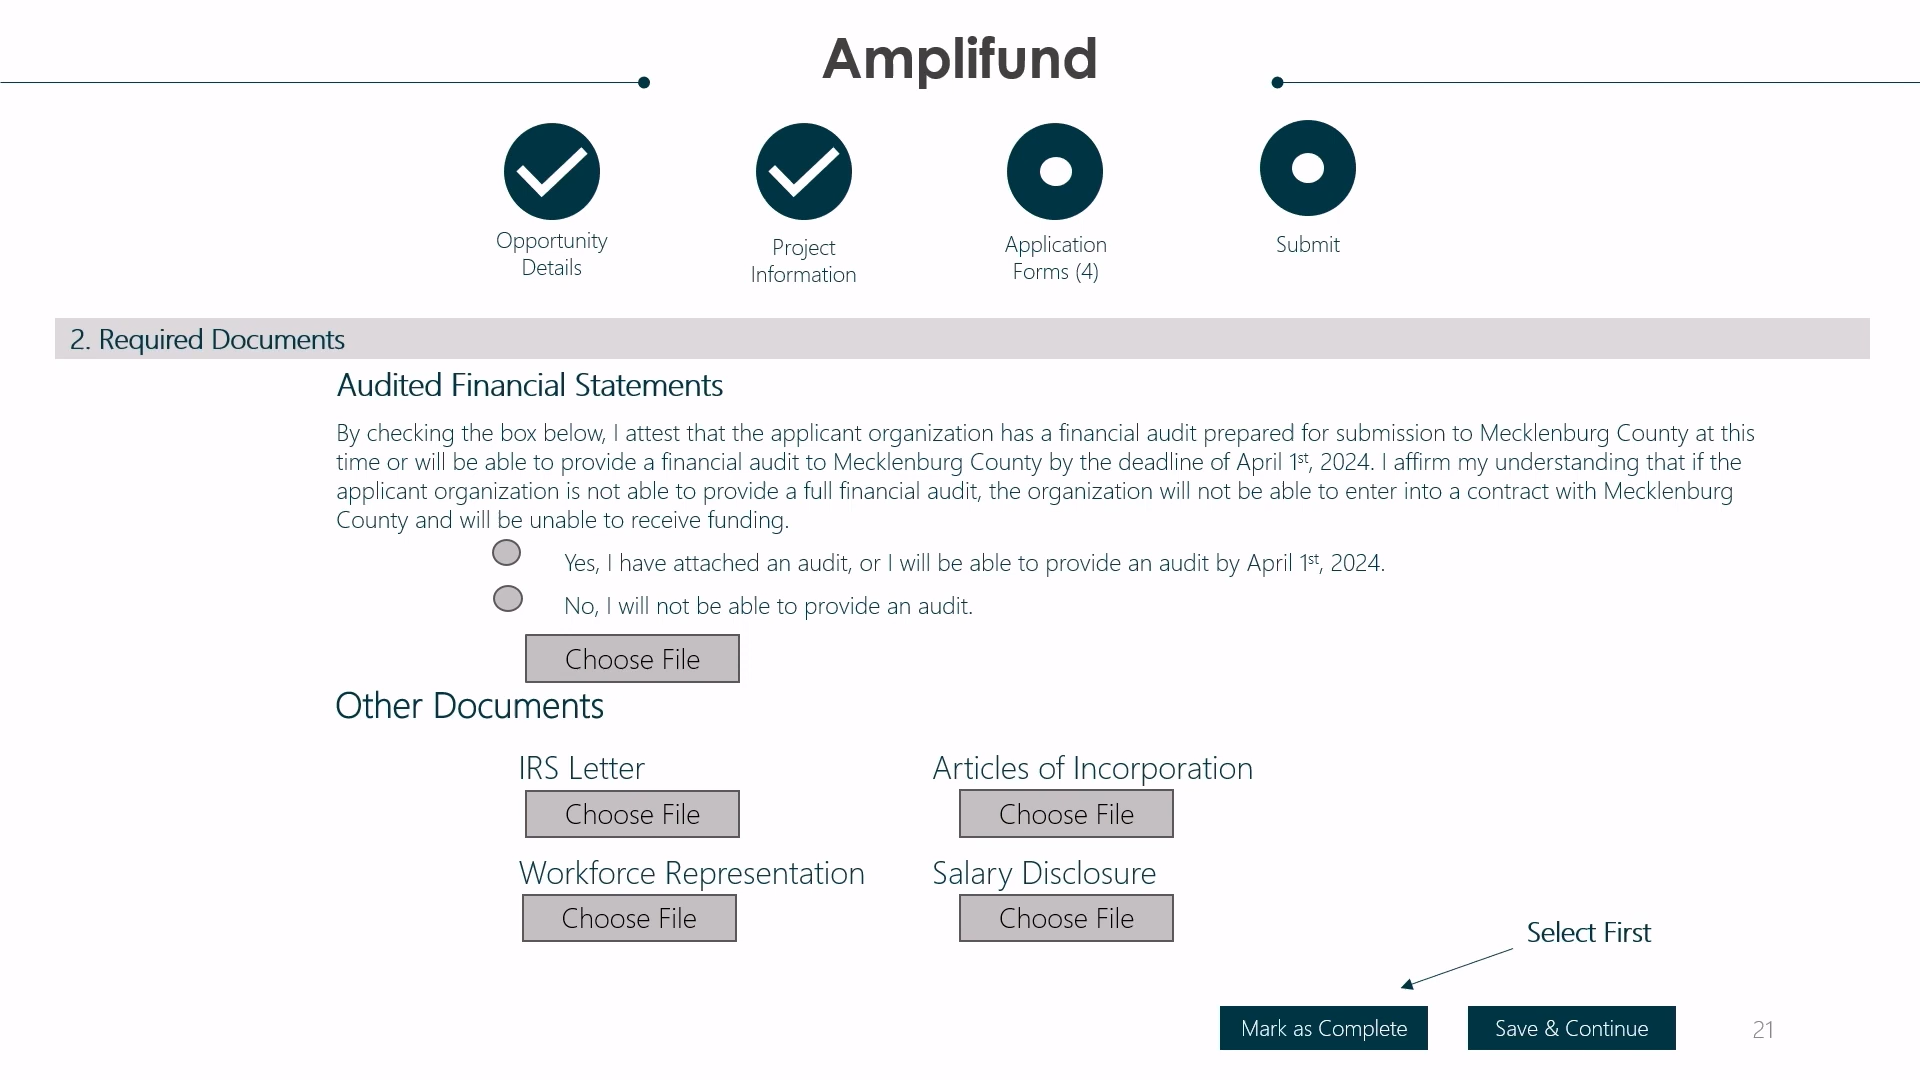 Amplifund
Opportunity
Details
Project
Information
Application
Forms (4)
Submit
2. Required Documents
Audited Financial Statements
By checking the box below, I attest that the applicant organization has a financial audit prepared for submission to Mecklenburg County at this
time or will be able to provide a financial audit to Mecklenburg County by the deadline of April 1st, 2024. I affirm my understanding that if the
applicant organization is not able to provide a full financial audit, the organization will not be able to enter into a contract with Mecklenburg
County and will be unable to receive funding.
Yes, I have attached an audit, or I will be able to provide an audit by April 1st, 2024.
No, I will not be able to provide an audit.
Choose File
Other Documents
IRS Letter
Articles of Incorporation
Choose File
Choose File
Workforce Representation
Salary Disclosure
Choose File
Choose File
Select First
Mark as Complete
Save & Continue
21